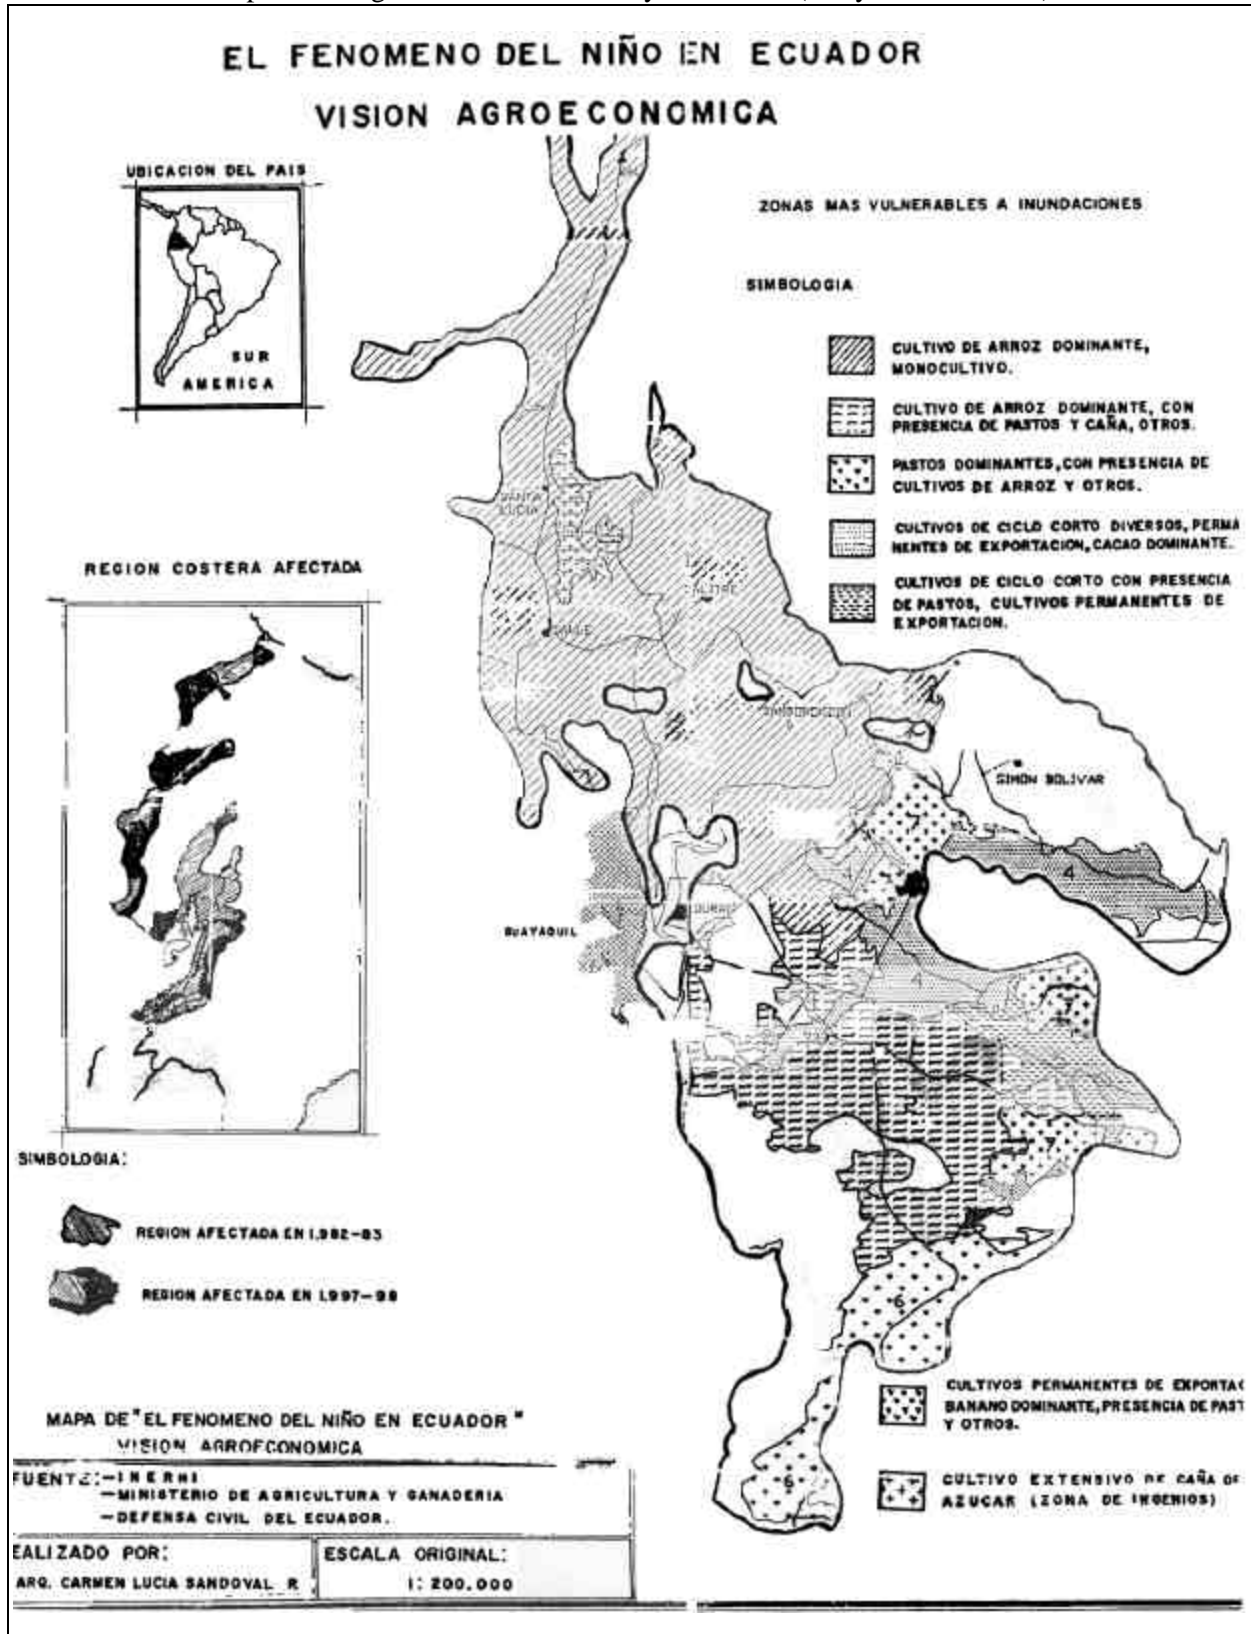 EL FENOMENO DEL NIÑO EN ECUADOR
VISION AGROECONOMICA
UBICACION DEL PAIS
SUR
AMERICA
ZONAS MAS VULNERABLES A INUNDACIONES
SIMBOLOGIA
CULTIVO DE ARROZ DOMINANTE,
MONOCULTIVO.
CULTIVO DE ARROZ DOMINANTE, CON
PRESENCIA DE PASTOS Y CAÑA, OTROS.
PASTOS DOMINANTES, CON PRESENCIA DE
CULTIVOS DE ARROZ Y OTROS.
CULTIVOS DE CICLO CORTO DIVERSOS, PERMA
NENTES DE EXPORTACION, CACAO DOMINANTE.
CULTIVOS DE CICLO CORTO CON PRESENCIA
DE PASTOS, CULTIVOS PERMANENTES DE
EXPORTACION.
SANTA
LUCIA
SIMON BOLIVAR
7
4
DURAN
GUAYAQUIL
4
7
2
7
6
6
REGION COSTERA AFECTADA
SIMBOLOGIA:
REGION AFECTADA EN 1,982-83
REGION AFECTADA EN 1,997-98
CULTIVOS PERMANENTES DE EXPORTAC
BANANO DOMINANTE, PRESENCIA DE PAST
Y OTROS.
CULTIVO EXTENSIVO DE CAÑA DE
AZUCAR (ZONA DE INGENIOS)
MAPA DE "EL FENOMENO DEL NIÑO EN ECUADOR"
VISION AGROECONOMICA
FUENTE: -INERHI
-MINISTERIO DE AGRICULTURA Y GANADERIA
-DEFENSA CIVIL DEL ECUADOR.
EALIZADO POR:
ARQ. CARMEN LUCIA SANDOVAL R
ESCALA ORIGINAL:
1: 200.000